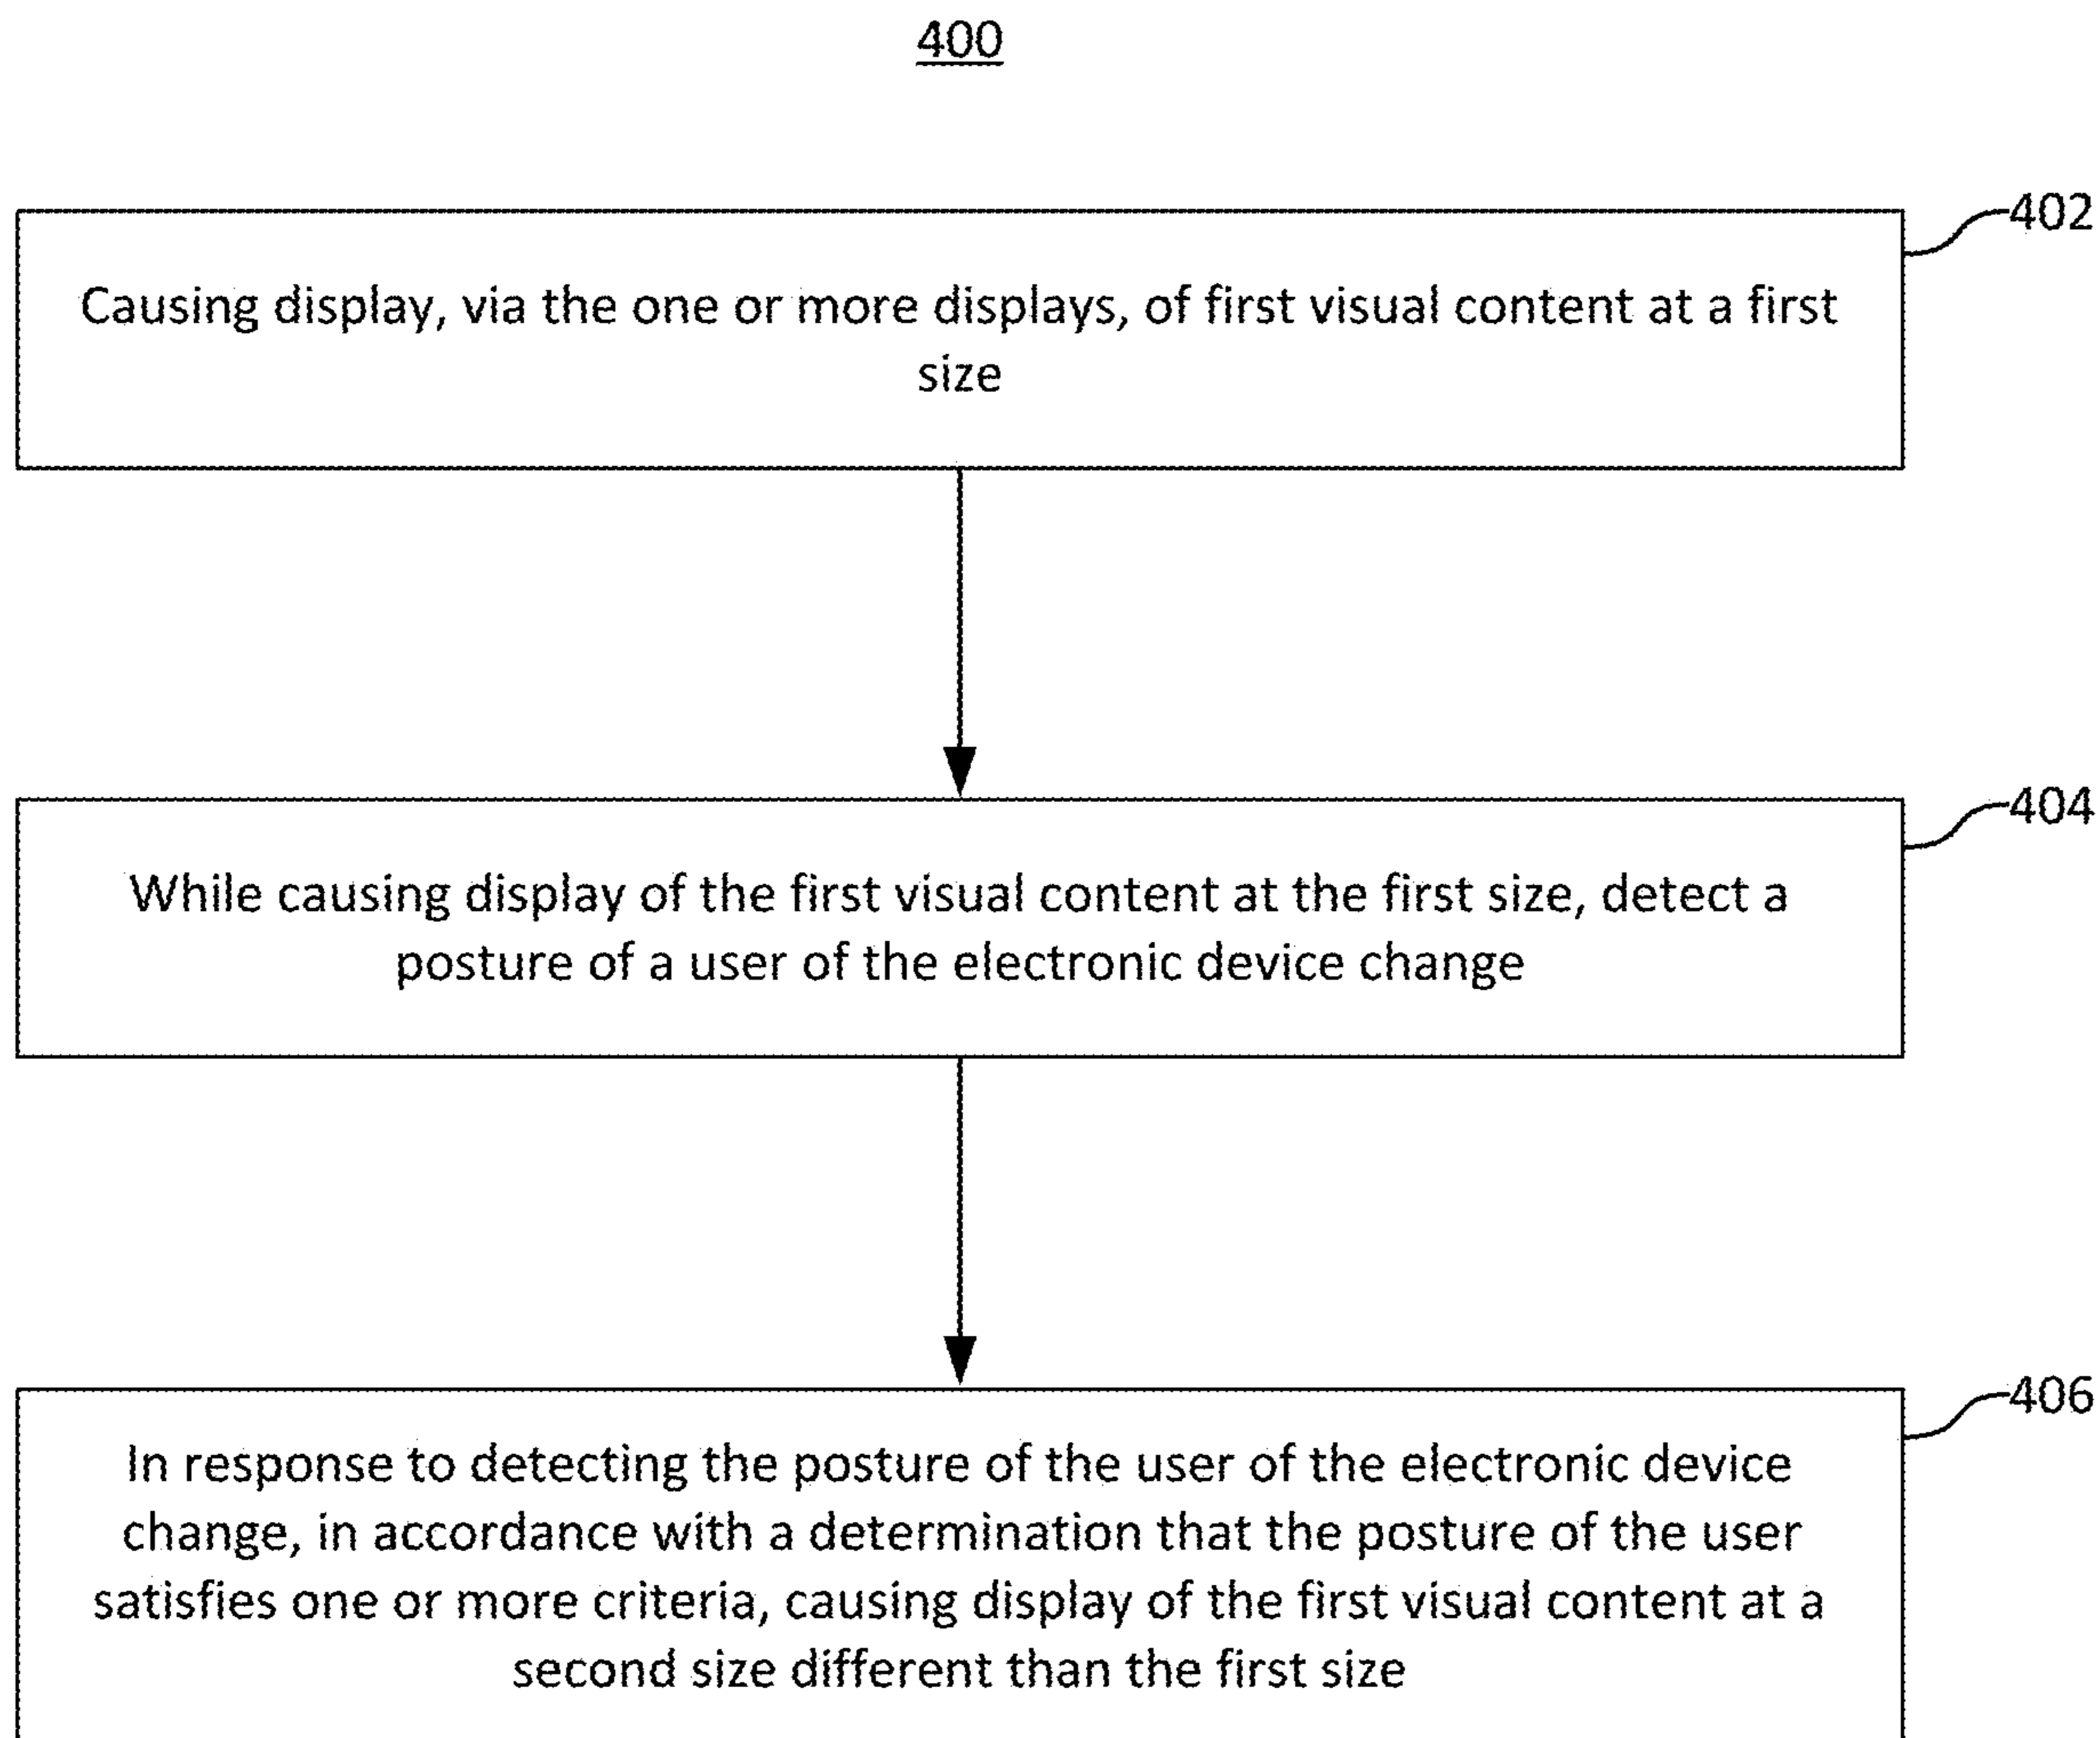 400
402
Causing display, via the one or more displays, of first visual content at a first
size
404
While causing display of the first visual content at the first size, detect a
posture of a user of the electronic device change
406
In response to detecting the posture of the user of the electronic device
change, in accordance with a determination that the posture of the user
satisfies one or more criteria, causing display of the first visual content at a
second size different than the first size